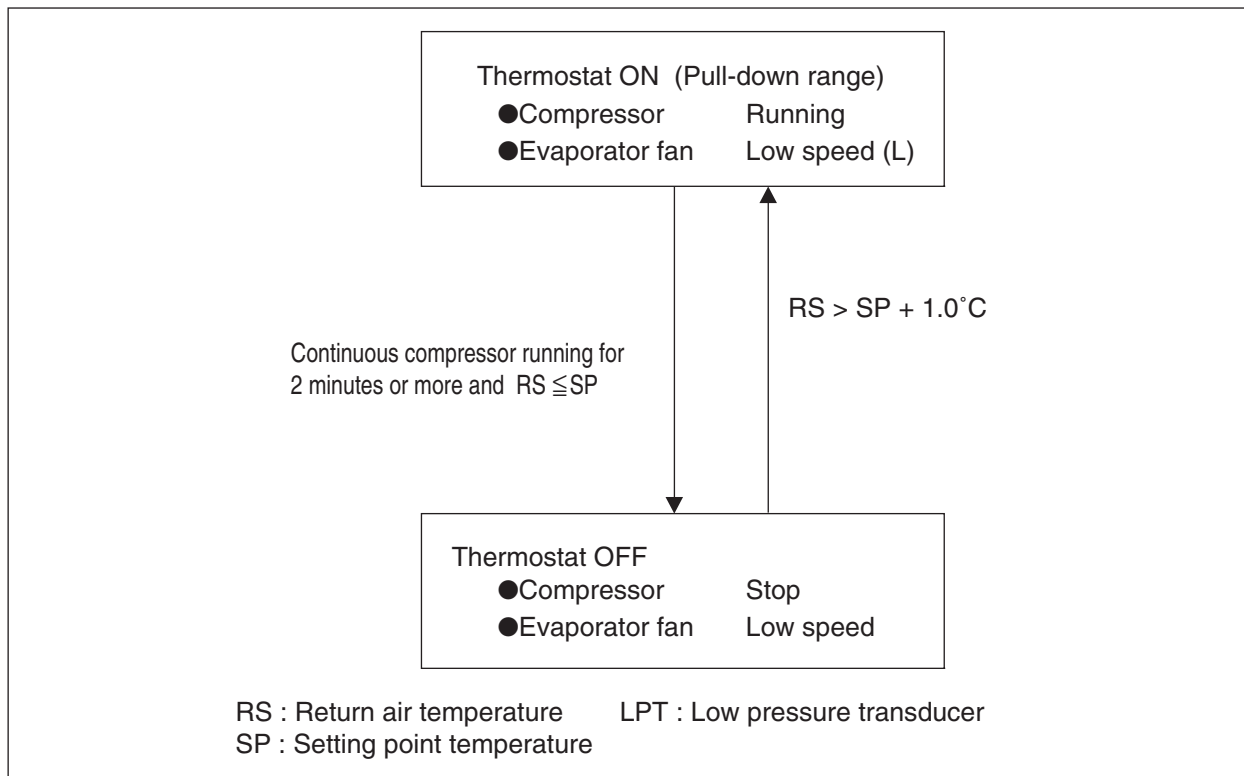 Thermostat ON (Pull-down range)
●Compressor Running
●Evaporator fan Low speed (L)
RS > SP + 1.0˚C
Continuous compressor running for
2 minutes or more and RS ≦SP
Thermostat OFF
●Compressor Stop
●Evaporator fan Low speed
RS : Return air temperature LPT : Low pressure transducer
SP : Setting point temperature